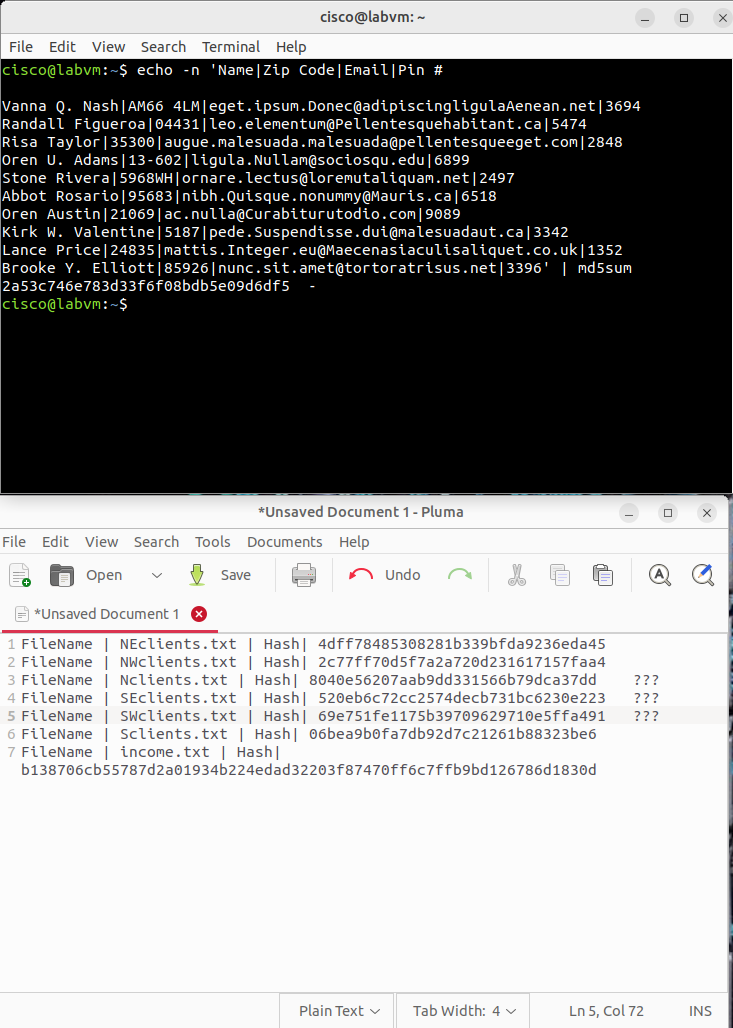 cisco@labvm: ~
File Edit View Search Terminal Help
cisco@labvm:~$ echo -n 'Name|Zip Code|Email|Pin #
Vanna Q. Nash|AM66 4LM|eget.ipsum.Donec@adipiscingligulaAenean.net|3694
Randall Figueroa|04431|leo.elementum@Pellentesquehabitant.ca|5474
Risa Taylor|35300|augue.malesuada.malesuada@pellentesqueeget.com|2848
Oren U. Adams|13-602|ligula.Nullam@sociosqu.edu|6899
Stone Rivera|5968WH|ornare.lectus@loremutaliquam.net|2497
Abbot Rosario|95683|nibh.Quisque.nonummy@Mauris.ca|6518
Oren Austin|21069|ac.nulla@Curabiturutodio.com|9089
Kirk W. Valentine|5187|pede.Suspendisse.dui@malesuadaut.ca|3342
Lance Price|24835|mattis.Integer.eu@Maecenasiaculisaliquet.co.uk|1352
Brooke Y. Elliott|85926|nunc.sit.amet@tortoratrisus.net|3396' | md5sum
2a53c746e783d33f6f08bdb5e09d6df5  -
cisco@labvm:~$
*Unsaved Document 1 - Pluma
File Edit View Search Tools Documents Help
Open Save Undo
*Unsaved Document 1
1 FileName | NEclients.txt | Hash| 4dff78485308281b339bfda9236eda45
2 FileName | NWclients.txt | Hash| 2c77ff70d5f7a2a720d231617157faa4
3 FileName | Nclients.txt | Hash| 8040e56207aab9dd331566b79dca37dd    ???
4 FileName | SEclients.txt | Hash| 520eb6c72cc2574decb731bc6230e223   ???
5 FileName | SWclients.txt | Hash| 69e751fe1175b39709629710e5ffa491   ???
6 FileName | Sclients.txt | Hash| 06bea9b0fa7db92d7c21261b88323be6
7 FileName | income.txt | Hash|
b138706cb55787d2a01934b224edad32203f87470ff6c7ffb9bd126786d1830d
Plain Text Tab Width: 4 Ln 5, Col 72 INS